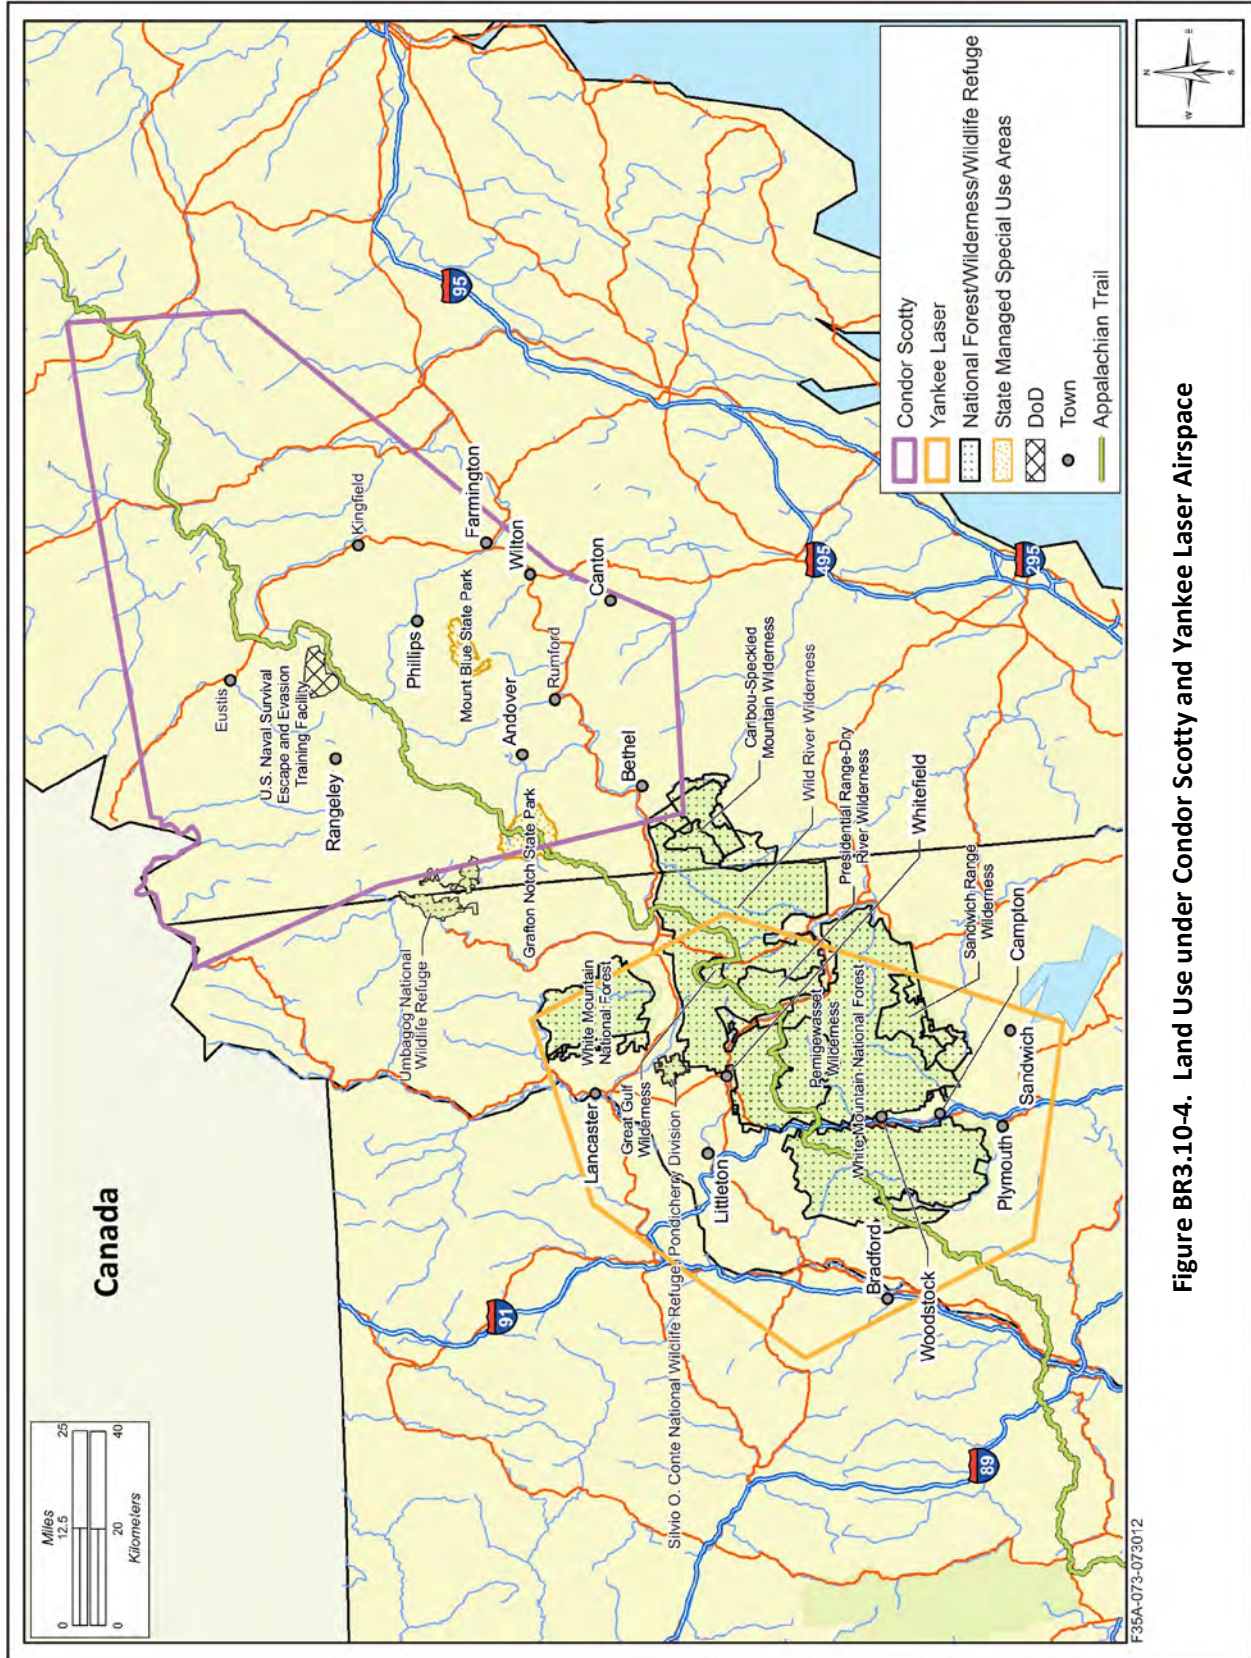 Miles
0 12.5 25
0 20 40
Kilometers
Canada
Eustis
U.S. Naval Survival
Escape and Evasion
Training Facility
Rangeley
Kingfield
Phillips
Farmington
Mount Blue State Park
Wilton
Andover
Rumford
Canton
Bethel
Umbagog National
Wildlife Refuge
Grafton Notch State Park
White Mountain
National Forest
Lancaster
Great Gulf
Wilderness
Silvio O. Conte National Wildlife Refuge, Pondicherry Division
Littleton
Caribou-Speckled
Mountain Wilderness
Wild River Wilderness
Presidential Range-Dry
River Wilderness
Whitefield
Pemigewasset
Wilderness
White Mountain National Forest
Sandwich Range
Wilderness
Campton
Sandwich
Plymouth
Bradford
Woodstock
91
89
95
495
295
Condor Scotty
Yankee Laser
National Forest/Wilderness/Wildlife Refuge
State Managed Special Use Areas
DoD
Town
Appalachian Trail
N
W E
S
F35A-073-073012
Figure BR3.10-4. Land Use under Condor Scotty and Yankee Laser Airspace